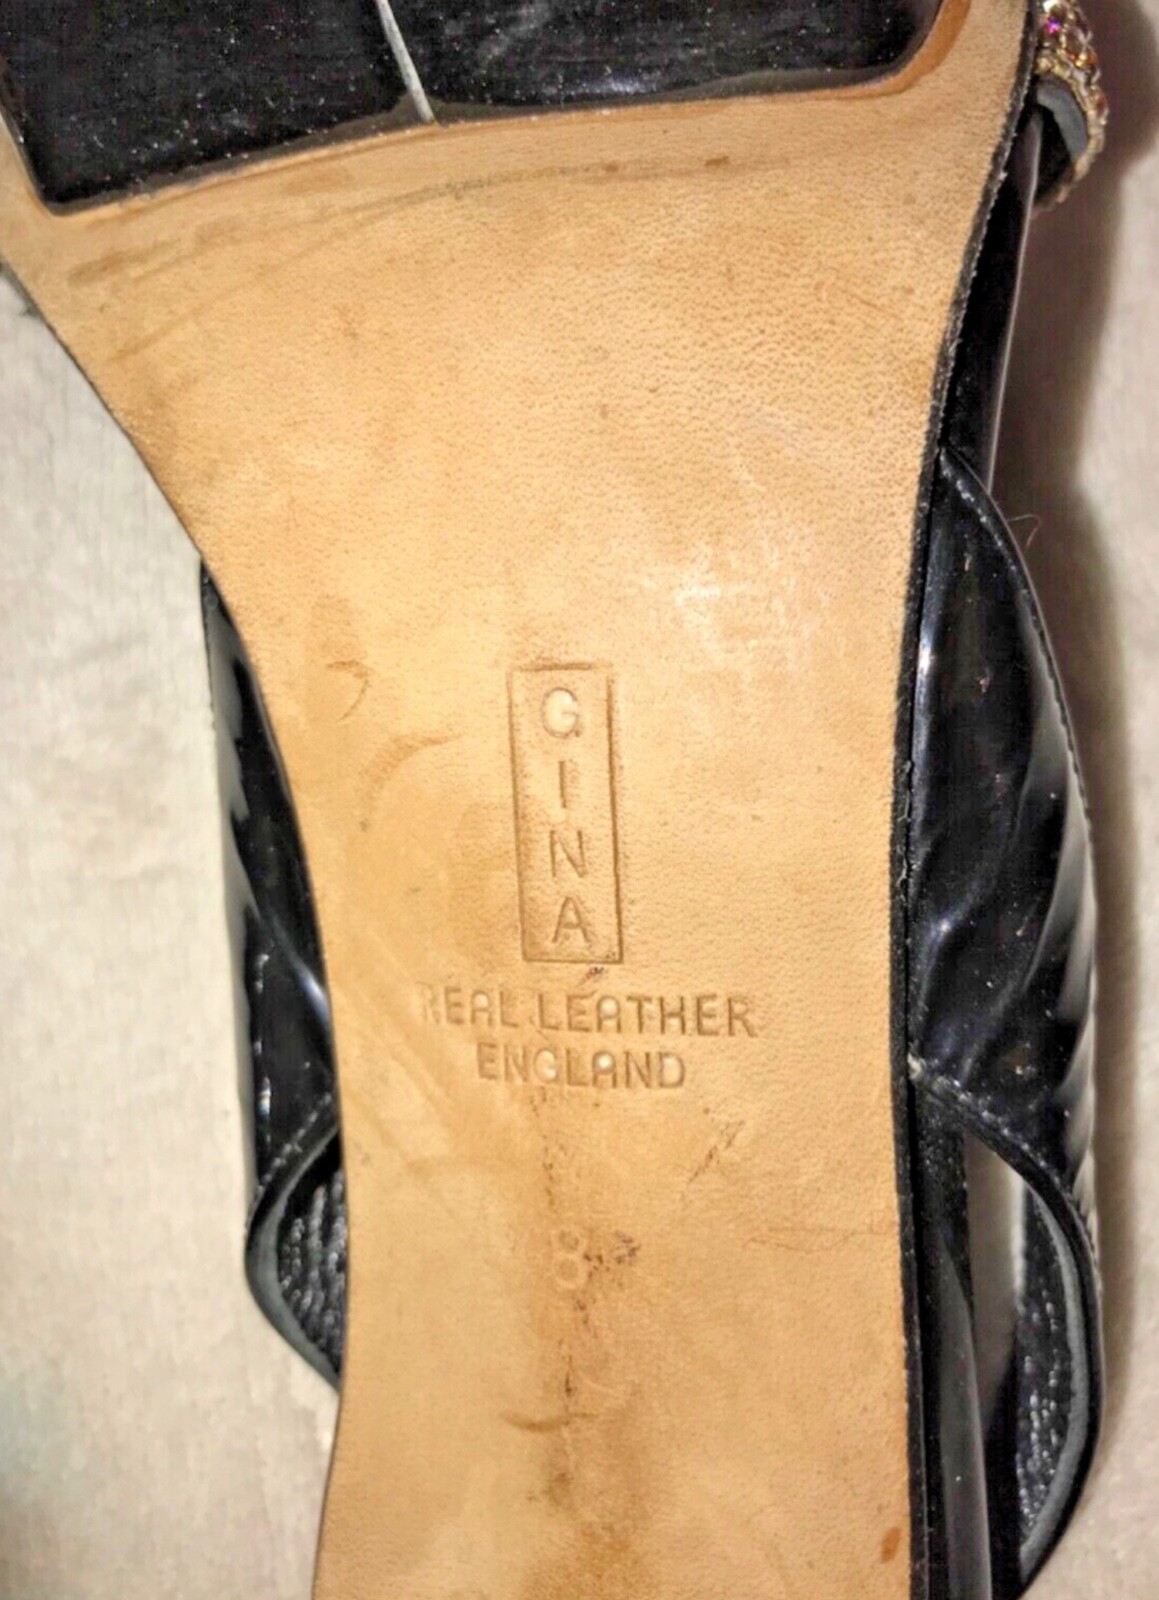 GINA
REAL LEATHER
ENGLAND
8